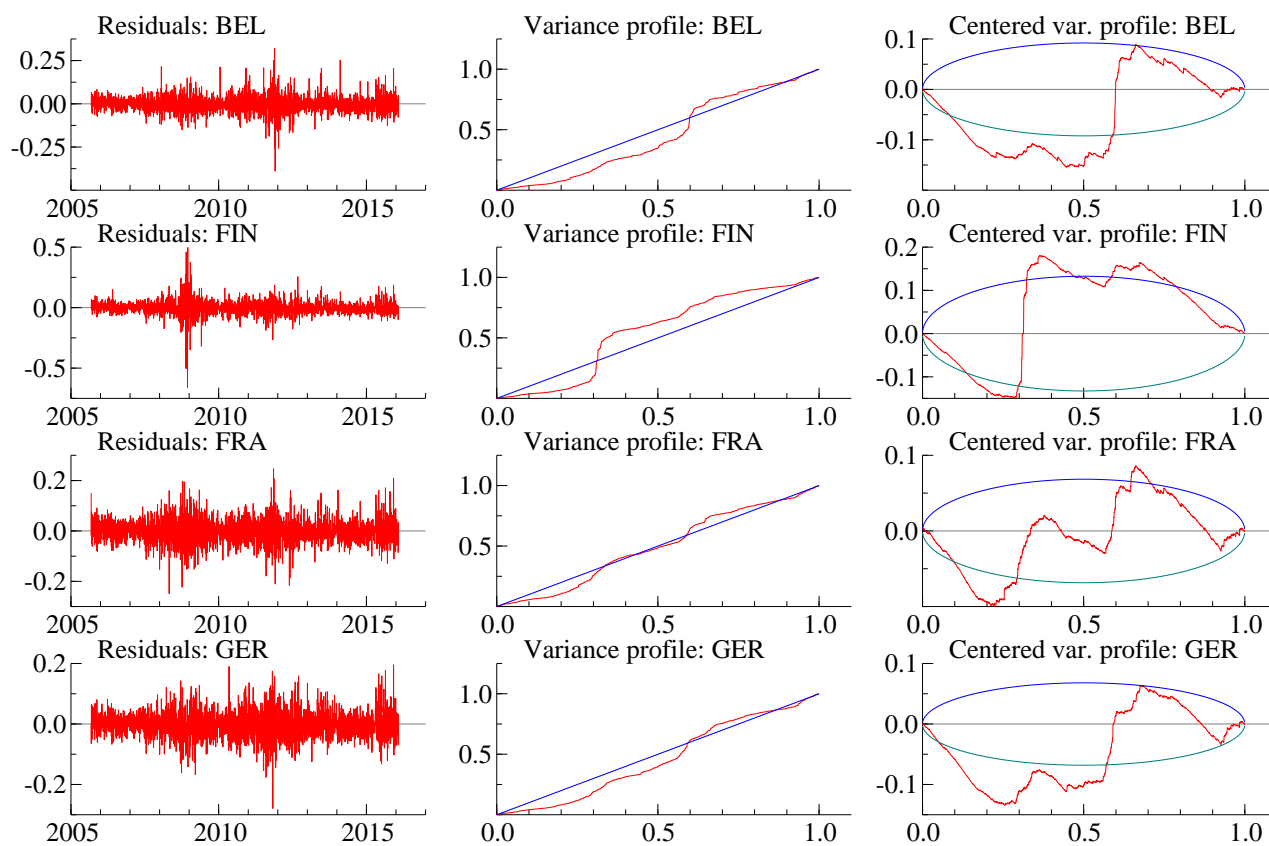 Residuals: BEL
0.25
0.00
-0.25
2005 2010 2015
Variance profile: BEL
1.0
0.5
0.0 0.5 1.0
Centered var. profile: BEL
0.1
0.0
-0.1
0.0 0.5 1.0
Residuals: FIN
0.5
0.0
-0.5
2005 2010 2015
Variance profile: FIN
1.0
0.5
0.0 0.5 1.0
Centered var. profile: FIN
0.2
0.1
0.0
-0.1
0.0 0.5 1.0
Residuals: FRA
0.2
0.0
-0.2
2005 2010 2015
Variance profile: FRA
1.0
0.5
0.0 0.5 1.0
Centered var. profile: FRA
0.1
0.0
-0.1
0.0 0.5 1.0
Residuals: GER
0.2
0.0
-0.2
2005 2010 2015
Variance profile: GER
1.0
0.5
0.0 0.5 1.0
Centered var. profile: GER
0.1
0.0
-0.1
0.0 0.5 1.0